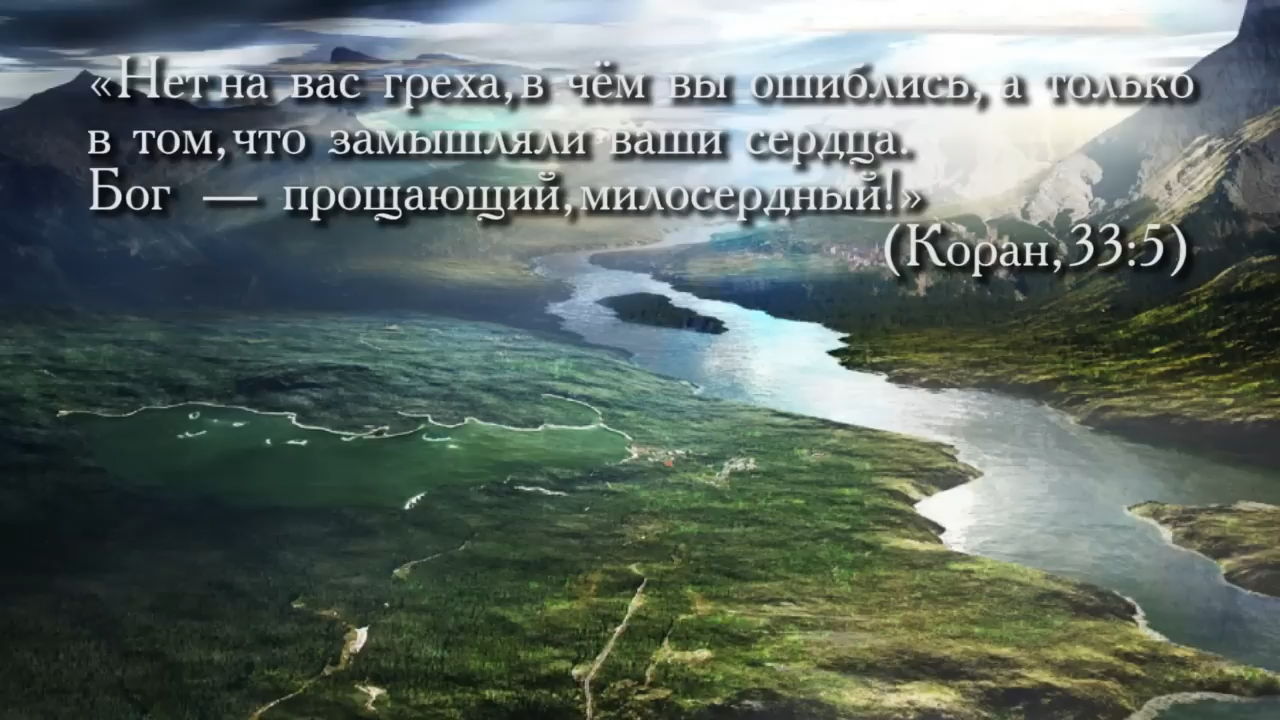 «Нет на вас греха, в чём вы ошиблись, а только
в том, что замышляли ваши сердца.
Бог — прощающий, милосердный!»
(Коран, 33:5)